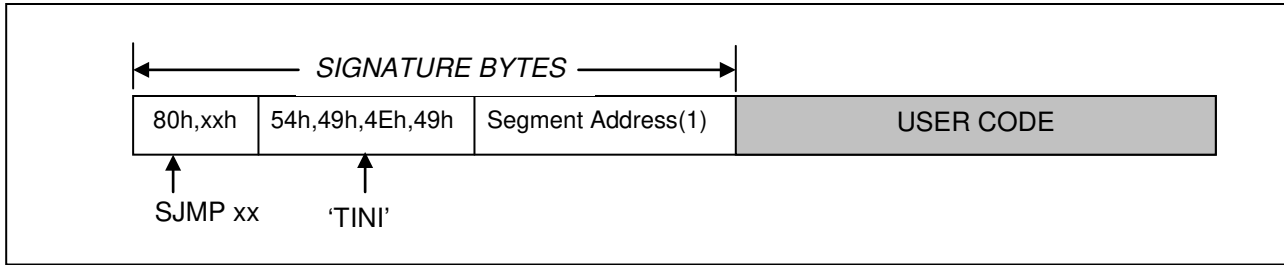 SIGNATURE BYTES
80h,xxh 54h,49h,4Eh,49h Segment Address(1) USER CODE
SJMP xx ‘TINI’